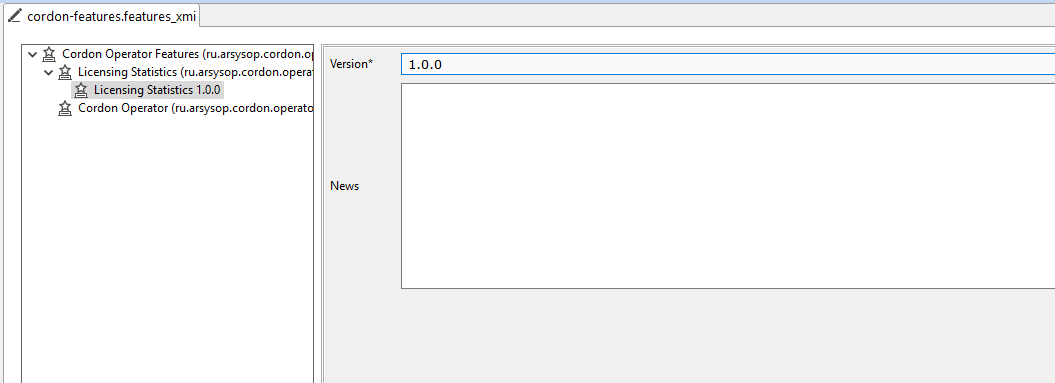 cordon-features.features_xmi
Cordon Operator Features (ru.arsysop.cordon.op
Licensing Statistics (ru.arsysop.cordon.operat
Licensing Statistics 1.0.0
Cordon Operator (ru.arsysop.cordon.operato
Version*
1.0.0
News